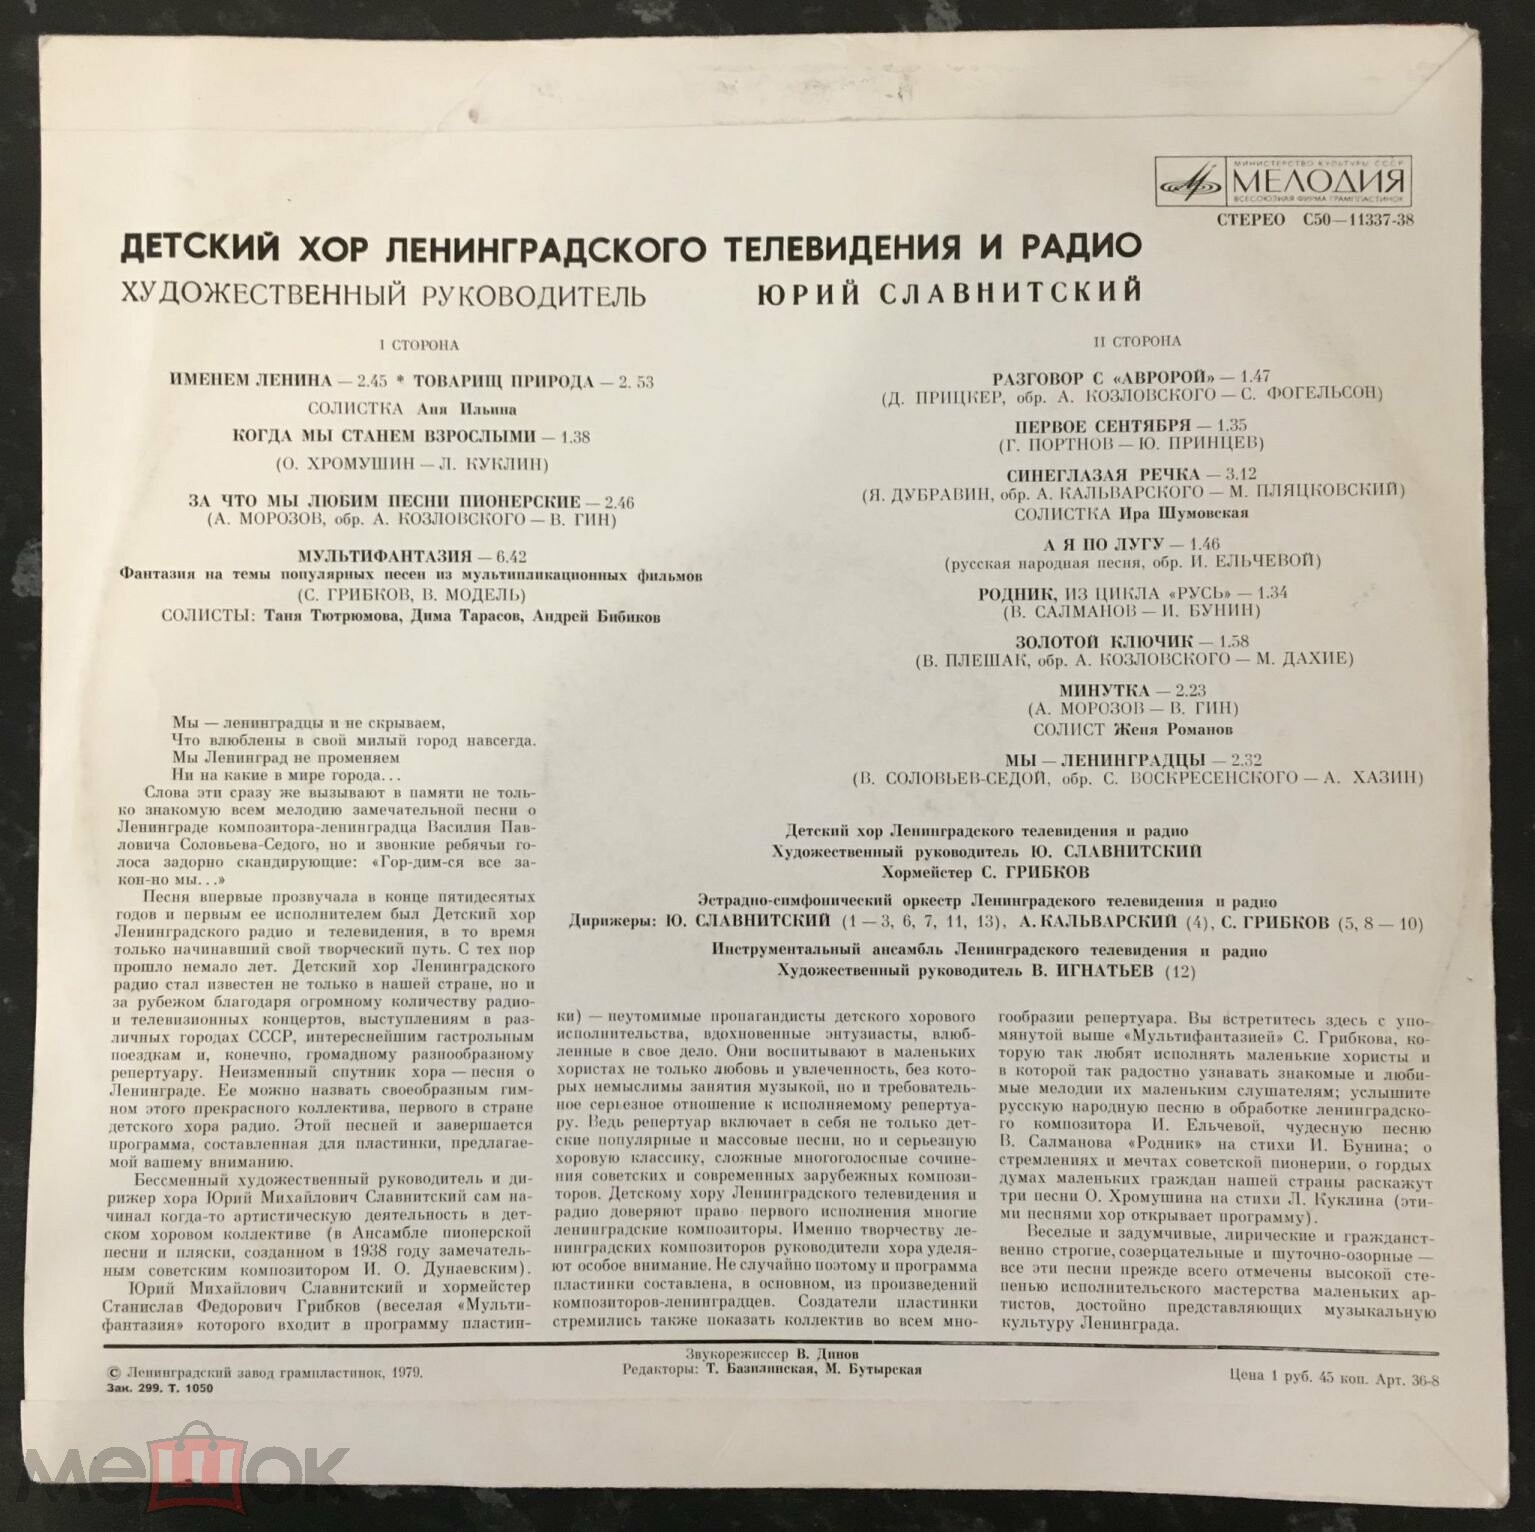 МИНИСТЕРСТВО КУЛЬТУРЫ СССР
МЕЛОДИЯ
ВСЕСОЮЗНАЯ ФИРМА ГРАМПЛАСТИНОК
СТЕРЕО С50—11337-38
ДЕТСКИЙ ХОР ЛЕНИНГРАДСКОГО ТЕЛЕВИДЕНИЯ И РАДИО
ХУДОЖЕСТВЕННЫЙ РУКОВОДИТЕЛЬ ЮРИЙ СЛАВНИТСКИЙ
I СТОРОНА
ИМЕНЕМ ЛЕНИНА — 2.45 * ТОВАРИЩ ПРИРОДА — 2. 53
СОЛИСТКА Аня Ильина
КОГДА МЫ СТАНЕМ ВЗРОСЛЫМИ — 1.38
(О. ХРОМУШИН — Л. КУКЛИН)
ЗА ЧТО МЫ ЛЮБИМ ПЕСНИ ПИОНЕРСКИЕ — 2.46
(А. МОРОЗОВ, обр. А. КОЗЛОВСКОГО — В. ГИН)
МУЛЬТИФАНТАЗИЯ — 6.42
Фантазия на темы популярных песен из мультипликационных фильмов
(С. ГРИБКОВ, В. МОДЕЛЬ)
СОЛИСТЫ: Таня Тютрюмова, Дима Тарасов, Андрей Бибиков
II СТОРОНА
РАЗГОВОР С «АВРОРОЙ» — 1.47
(Д. ПРИЦКЕР, обр. А. КОЗЛОВСКОГО — С. ФОГЕЛЬСОН)
ПЕРВОЕ СЕНТЯБРЯ — 1.35
(Г. ПОРТНОВ — Ю. ПРИНЦЕВ)
СИНЕГЛАЗАЯ РЕЧКА — 3.12
(Я. ДУБРАВИН, обр. А. КАЛЬВАРСКОГО — М. ПЛЯЦКОВСКИЙ)
СОЛИСТКА Ира Шумовская
А Я ПО ЛУГУ — 1.46
(русская народная песня, обр. И. ЕЛЬЧЕВОЙ)
РОДНИК, ИЗ ЦИКЛА «РУСЬ» — 1.34
(В. САЛМАНОВ — И. БУНИН)
ЗОЛОТОЙ КЛЮЧИК — 1.58
(В. ПЛЕШАК, обр. А. КОЗЛОВСКОГО — М. ДАХИЕ)
МИНУТКА — 2.23
(А. МОРОЗОВ — В. ГИН)
СОЛИСТ Женя Романов
МЫ — ЛЕНИНГРАДЦЫ — 2.32
(В. СОЛОВЬЕВ-СЕДОЙ, обр. С. ВОСКРЕСЕНСКОГО — А. ХАЗИН)
Детский хор Ленинградского телевидения и радио
Художественный руководитель Ю. СЛАВНИТСКИЙ
Хормейстер С. ГРИБКОВ
Эстрадно-симфонический оркестр Ленинградского телевидения и радио
Дирижеры: Ю. СЛАВНИТСКИЙ (1 — 3, 6, 7, 11, 13), А. КАЛЬВАРСКИЙ (4), С. ГРИБКОВ (5, 8 — 10)
Инструментальный ансамбль Ленинградского телевидения и радио
Художественный руководитель В. ИГНАТЬЕВ (12)
Мы — ленинградцы и не скрываем,
Что влюблены в свой милый город навсегда.
Мы Ленинград не променяем
Ни на какие в мире города...
Слова эти сразу же вызывают в памяти не толь-
ко знакомую всем мелодию замечательной песни о
Ленинграде композитора-ленинградца Василия Пав-
ловича Соловьева-Седого, но и звонкие ребячьи го-
лоса задорно скандирующие: «Гор-дим-ся все за-
кон-но мы...»
Песня впервые прозвучала в конце пятидесятых
годов и первым ее исполнителем был Детский хор
Ленинградского радио и телевидения, в то время
только начинавший свой творческий путь. С тех пор
прошло немало лет. Детский хор Ленинградского
радио стал известен не только в нашей стране, но и
за рубежом благодаря огромному количеству радио-
и телевизионных концертов, выступлениям в раз-
личных городах СССР, интереснейшим гастрольным
поездкам и, конечно, громадному разнообразному
репертуару. Неизменный спутник хора — песня о
Ленинграде. Ее можно назвать своеобразным гим-
ном этого прекрасного коллектива, первого в стране
детского хора радио. Этой песней и завершается
программа, составленная для пластинки, предлагае-
мой вашему вниманию.
Бессменный художественный руководитель и ди-
рижер хора Юрий Михайлович Славнитский сам на-
чинал когда-то артистическую деятельность в дет-
ском хоровом коллективе (в Ансамбле пионерской
песни и пляски, созданном в 1938 году замечатель-
ным советским композитором И. О. Дунаевским).
Юрий Михайлович Славнитский и хормейстер
Станислав Федорович Грибков (веселая «Мульти-
фантазия» которого входит в программу пластин-
ки) — неутомимые пропагандисты детского хорового
исполнительства, вдохновенные энтузиасты, влюб-
ленные в свое дело. Они воспитывают в маленьких
хористах не только любовь и увлеченность, без кото-
рых немыслимы занятия музыкой, но и требователь-
ное серьезное отношение к исполняемому репертуа-
ру. Ведь репертуар включает в себя не только дет-
ские популярные и массовые песни, но и серьезную
хоровую классику, сложные многоголосные сочине-
ния советских и современных зарубежных компози-
торов. Детскому хору Ленинградского телевидения и
радио доверяют право первого исполнения многие
ленинградские композиторы. Именно творчеству ле-
нинградских композиторов руководители хора уделя-
ют особое внимание. Не случайно поэтому и программа
пластинки составлена, в основном, из произведений
композиторов-ленинградцев. Создатели пластинки
стремились также показать коллектив во всем мно-
гообразии репертуара. Вы встретитесь здесь с упо-
мянутой выше «Мультифантазией» С. Грибкова, ко-
торую так любят исполнять маленькие хористы и
в которой так радостно узнавать знакомые и люби-
мые мелодии их маленьким слушателям; услышите
русскую народную песню в обработке ленинградско-
го композитора И. Ельчевой, чудесную песню
В. Салманова «Родник» на стихи И. Бунина; о
стремлениях и мечтах советской пионерии, о гордых
думах маленьких граждан нашей страны расскажут
три песни О. Хромушина на стихи Л. Куклина (эти-
ми песнями хор открывает программу).
Веселые и задумчивые, лирические и гражданст-
венно строгие, созерцательные и шуточно-озорные —
все эти песни прежде всего отмечены высокой сте-
пенью исполнительского мастерства маленьких ар-
тистов, достойно представляющих музыкальную
культуру Ленинграда.
© Ленинградский завод грампластинок, 1979.
Зак. 299. Т. 1050
Звукорежиссер В. Динов
Редакторы: Т. Базилинская, М. Бутырская
Цена 1 руб. 45 коп. Арт. 36-8
мешок